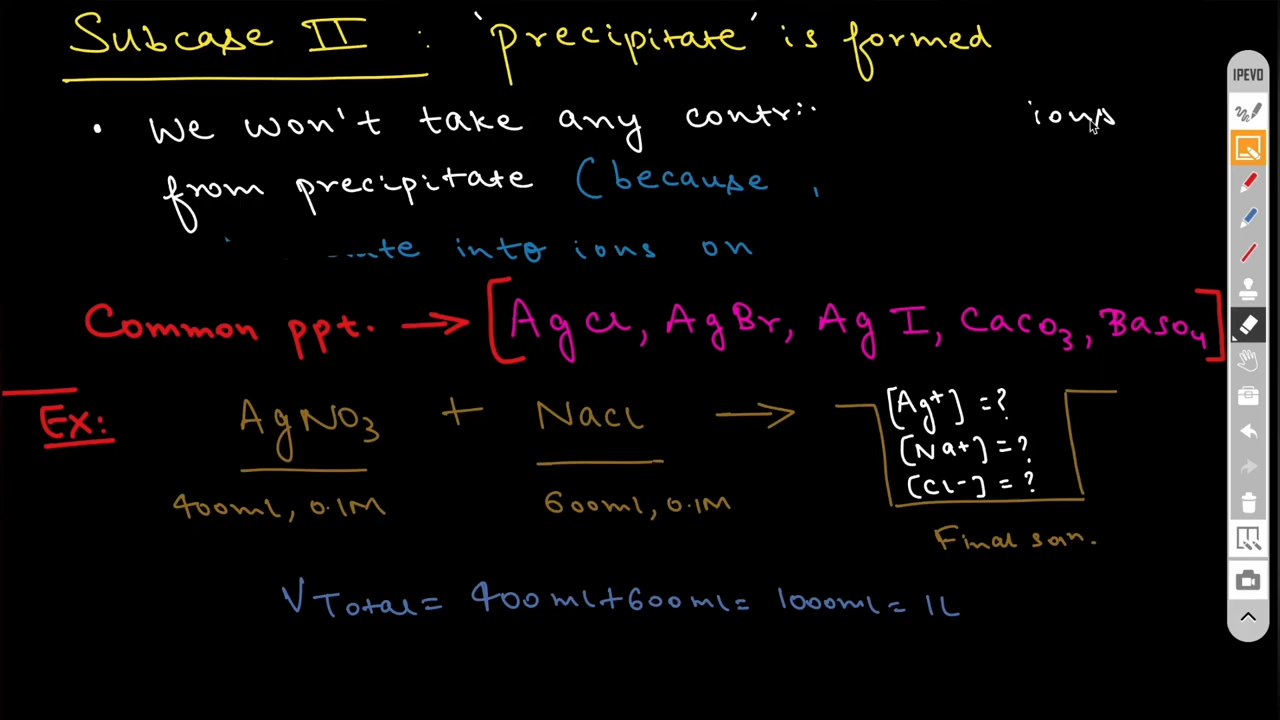 Subcase II : 'precipitate' is formed
• We won't take any contri ions
from precipitate (because
into ions on
Common ppt. → [AgCl, AgBr, AgI, CaCO3, BaSO4]
Ex: AgNO3 + NaCl →
[Ag+] = ?
[Na+] = ?
[Cl-] = ?
400ml, 0.1M 600ml, 0.1M
Final son.
VTotal = 400ml+600ml = 1000ml = 1L
IPEVO